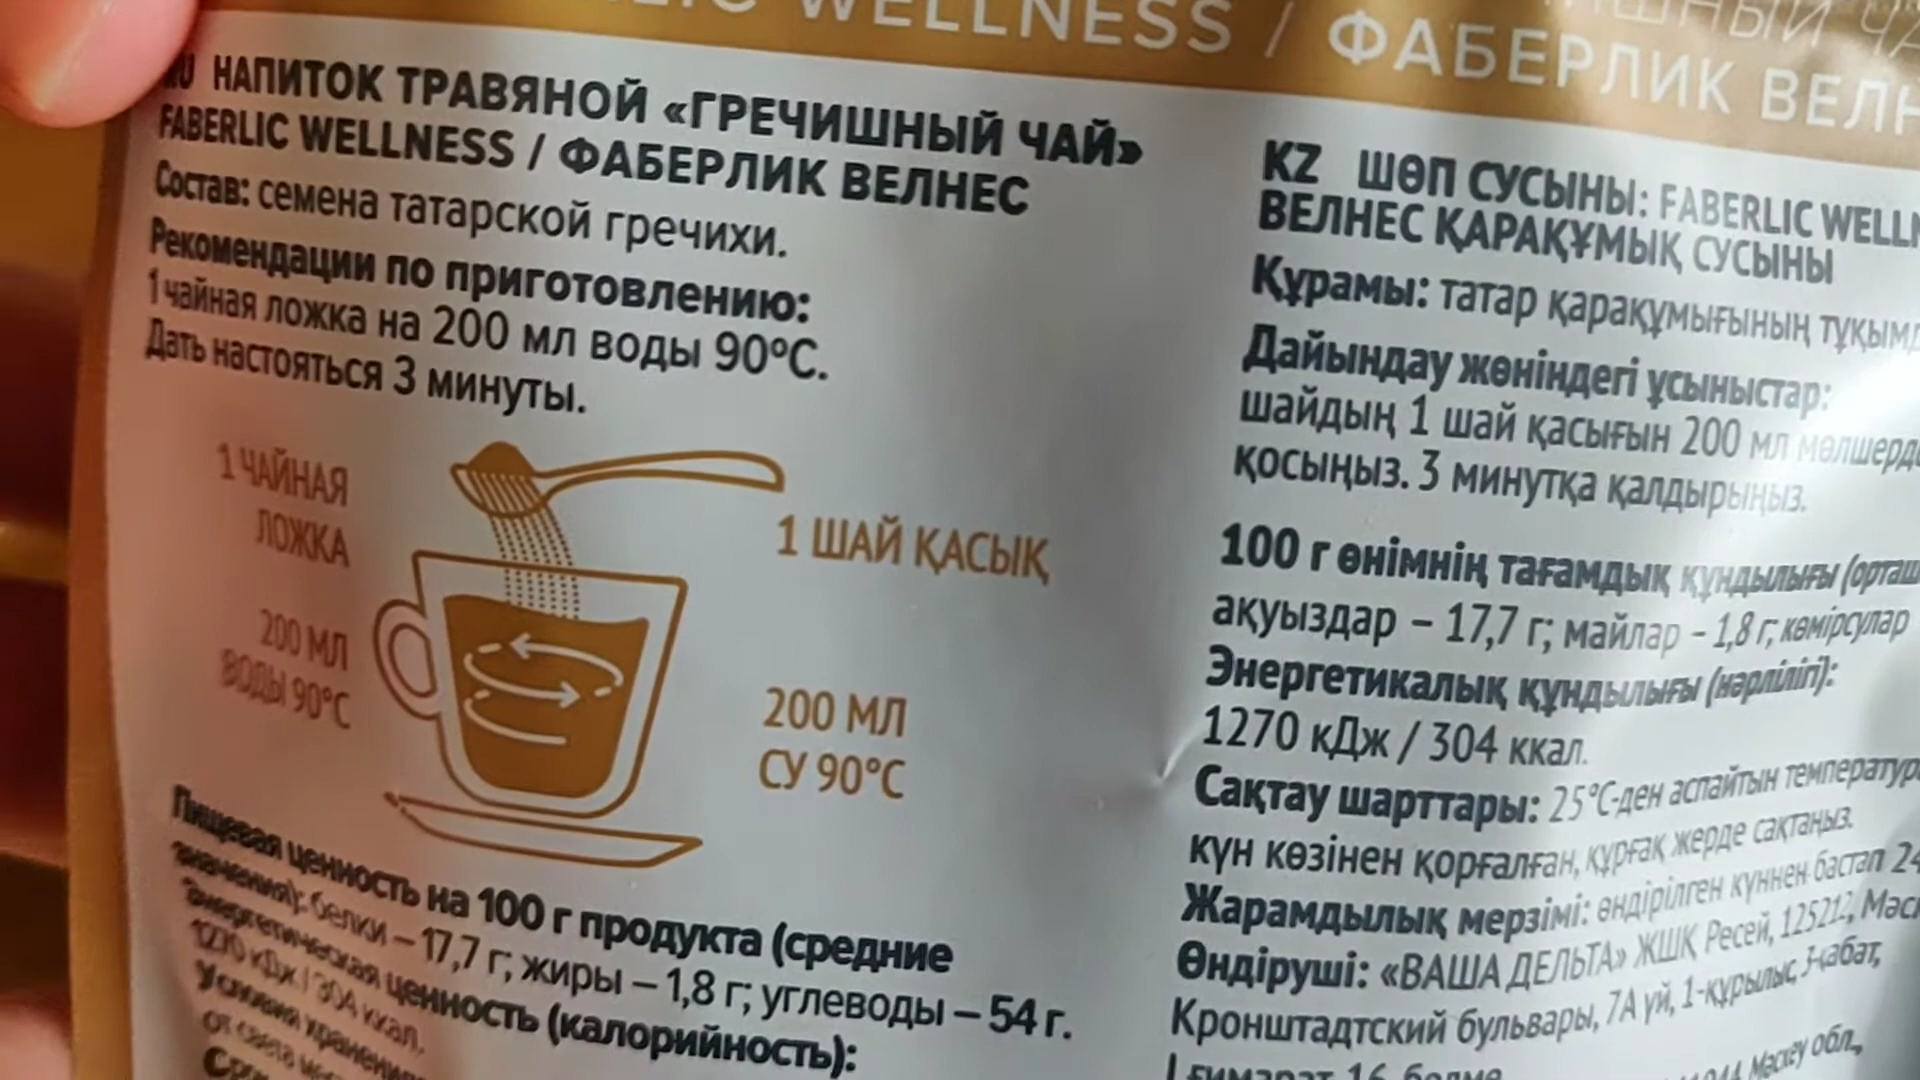 WELLNESS / ФАБЕРЛИК
НАПИТОК ТРАВЯНОЙ «ГРЕЧИШНЫЙ ЧАЙ»
FABERLIC WELLNESS / ФАБЕРЛИК ВЕЛНЕС
Состав: семена татарской гречихи.
Рекомендации по приготовлению:
1 чайная ложка на 200 мл воды 90°С.
Дать настояться 3 минуты.
1 ЧАЙНАЯ
ЛОЖКА
1 ШАЙ ҚАСЫҚ
200 МЛ
ВОДЫ 90°С
200 МЛ
СУ 90°С
Пищевая ценность на 100 г продукта (средние
значения): белки – 17,7 г; жиры – 1,8 г; углеводы – 54 г.
Энергетическая ценность (калорийность):
1270 кДж / 304 ккал.
Условия
от света
KZ ШӨП СУСЫНЫ: FABERLIC
ВЕЛНЕС ҚАРАҚҰМЫҚ СУСЫНЫ
Құрамы: татар қарақұмығының
Дайындау жөніндегі ұсыныстар:
шайдың 1 шай қасығын 200 мл
қосыңыз. 3 минутқа қалдырыңыз.
100 г өнімнің тағамдық құндылығы
ақуыздар – 17,7 г; майлар – 1,8 г; көмірсулар
Энергетикалық құндылығы (нәрлілігі):
1270 кДж / 304 ккал.
Сақтау шарттары: 25°С-ден аспайтын
күн көзінен қорғалған, құрғақ жерде сақтаңыз.
Жарамдылық мерзімі: өндірілген күннен бастап 24
Өндіруші: «ВАША ДЕЛЬТА» ЖШҚ Ресей, 125212,
Кронштадтский бульвары, 7А үй, 1-құрылыс, 3-қабат,
Мәскеу обл.,